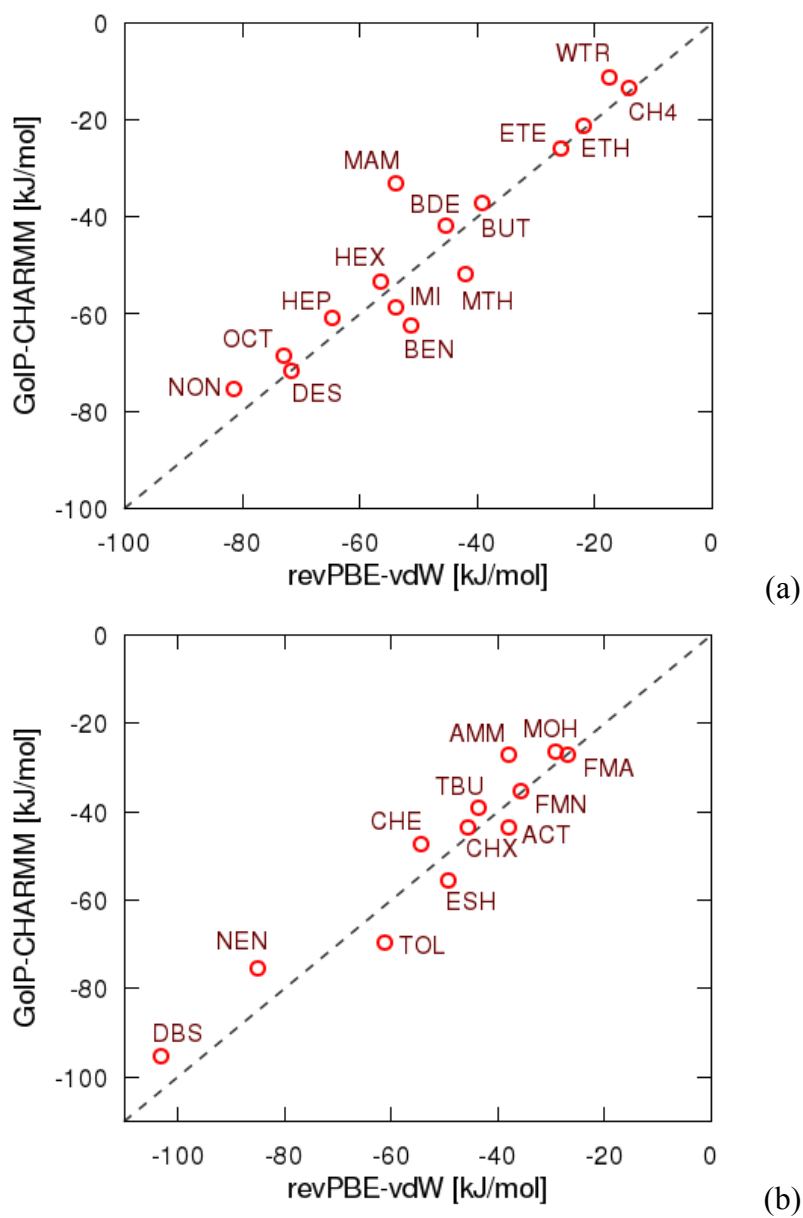 0
-20
-40
-60
-80
-100
GolP-CHARMM [kJ/mol]
WTR
CH4
ETE
ETH
MAM
BDE
BUT
HEX
IMI
MTH
HEP
BEN
OCT
NON
DES
-100 -80 -60 -40 -20 0
revPBE-vdW [kJ/mol]
(a)
0
-20
-40
-60
-80
-100
GolP-CHARMM [kJ/mol]
AMM
MOH
FMA
TBU
FMN
CHE
CHX
ACT
ESH
NEN
TOL
DBS
-100 -80 -60 -40 -20 0
revPBE-vdW [kJ/mol]
(b)